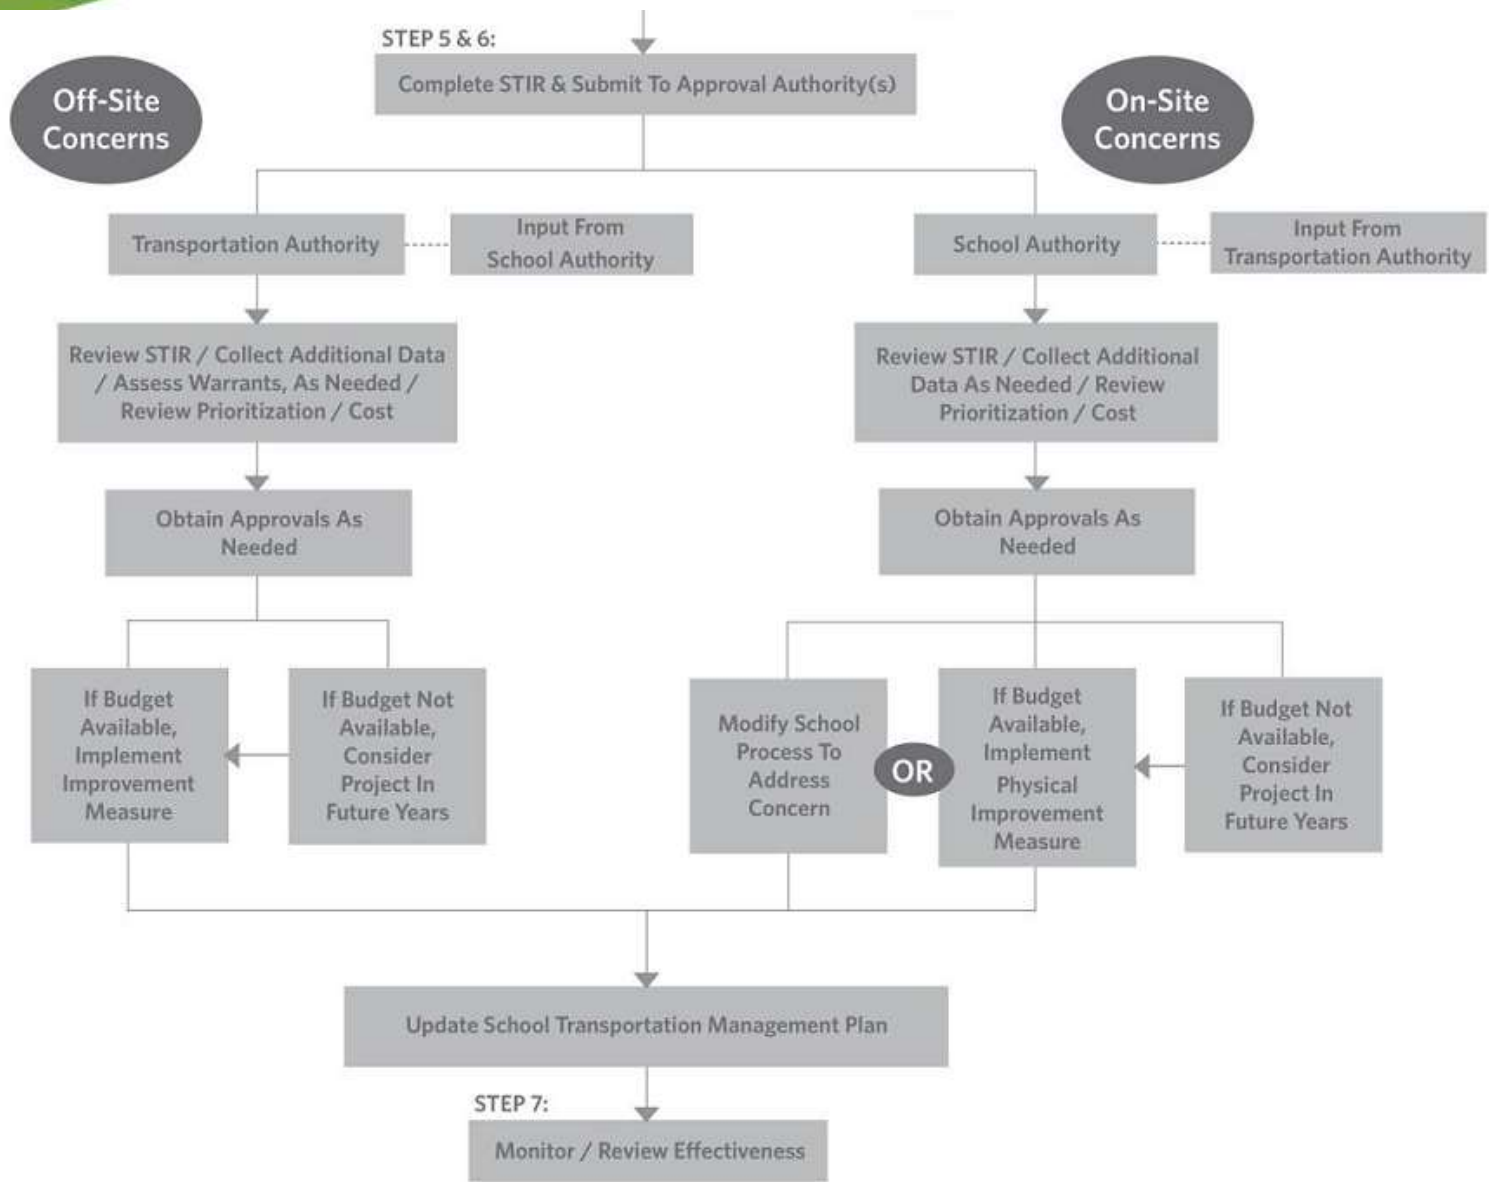 STEP 5 & 6:
Complete STIR & Submit To Approval Authority(s)
Off-Site
Concerns
On-Site
Concerns
Transportation Authority
Input From
School Authority
School Authority
Input From
Transportation Authority
Review STIR / Collect Additional Data
/ Assess Warrants, As Needed /
Review Prioritization / Cost
Review STIR / Collect Additional
Data As Needed / Review
Prioritization / Cost
Obtain Approvals As
Needed
Obtain Approvals As
Needed
If Budget
Available,
Implement
Improvement
Measure
If Budget Not
Available,
Consider
Project In
Future Years
Modify School
Process To
Address
Concern
OR
If Budget
Available,
Implement
Physical
Improvement
Measure
If Budget Not
Available,
Consider
Project In
Future Years
Update School Transportation Management Plan
STEP 7:
Monitor / Review Effectiveness